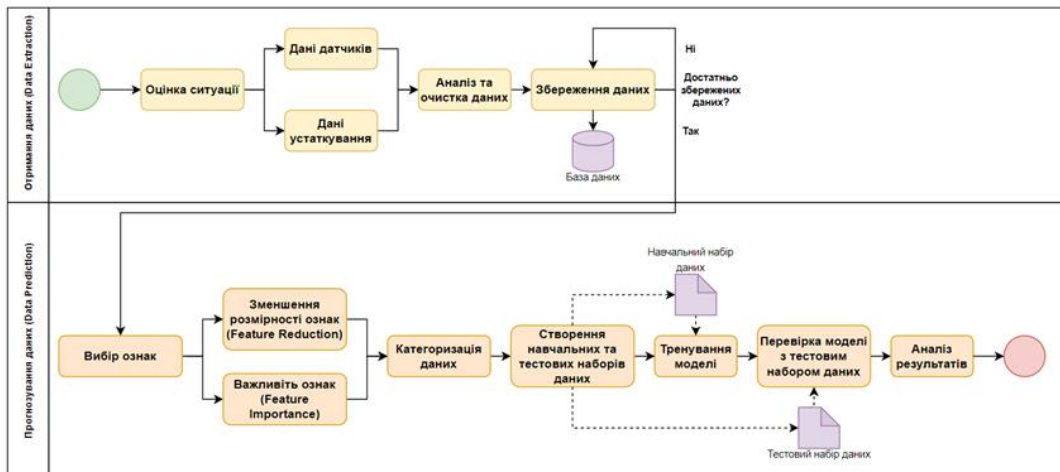 Отримання даних (Data Extraction)
Оцінка ситуації
Дані датчиків
Дані
устаткування
Аналіз та
очистка даних
Збереження даних
База даних
Ні
Достатньо
збережених
даних?
Так
Прогнозування даних (Data Prediction)
Вибір ознак
Зменшення
розмірності ознак
(Feature Reduction)
Важливіть ознак
(Feature
Importance)
Категоризація
даних
Створення
навчальних та
тестових наборів
даних
Навчальний набір
даних
Тренування
моделі
Перевірка моделі
з тестовим
набором даних
Тестовий набір даних
Аналіз
результатів